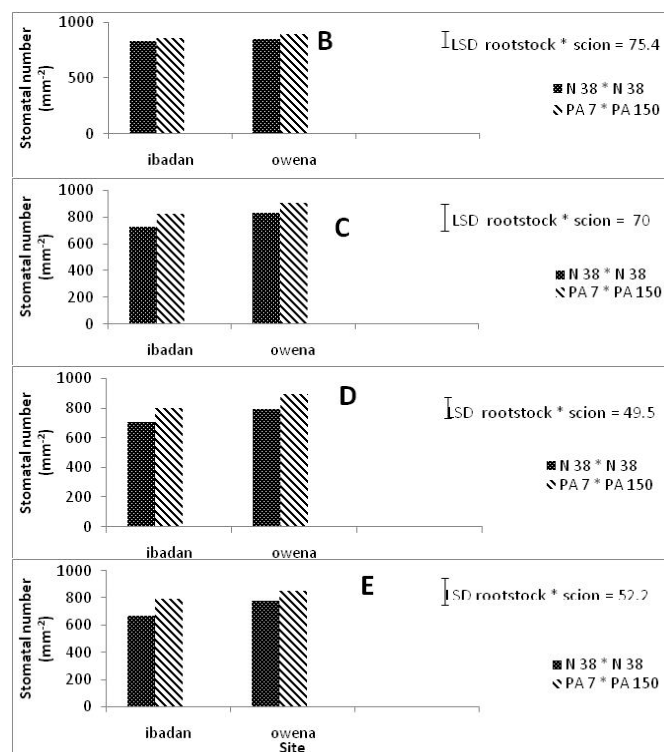 B
LSD rootstock * scion = 75.4
Stomatal number
(mm-2)
1000
500
0
ibadan owena
N 38 * N 38
PA 7 * PA 150
C
LSD rootstock * scion = 70
Stomatal number
(mm-2)
1000
800
600
400
200
0
ibadan owena
N 38 * N 38
PA 7 * PA 150
D
LSD rootstock * scion = 49.5
Stomatal number
(mm-2)
1000
800
600
400
200
0
ibadan owena
N 38 * N 38
PA 7 * PA 150
E
LSD rootstock * scion = 52.2
Stomatal number
(mm-2)
1000
800
600
400
200
0
ibadan owena
Site
N 38 * N 38
PA 7 * PA 150